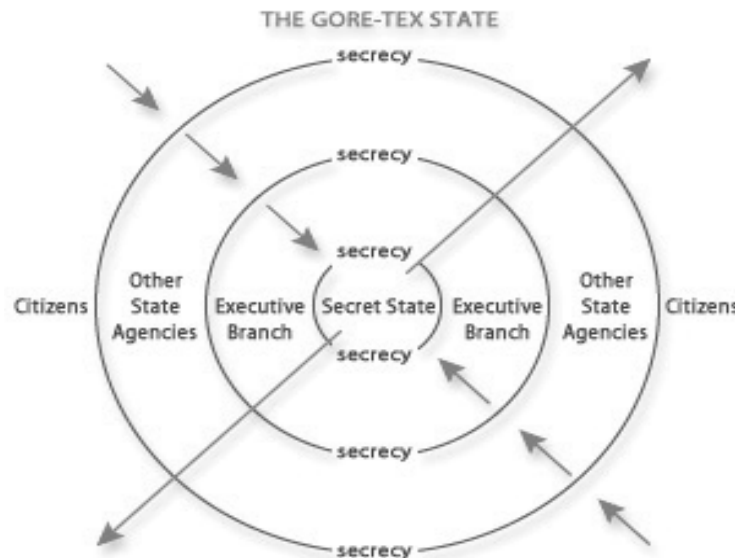 THE GORE-TEX STATE
secrecy
secrecy
secrecy
Citizens
Other
State
Agencies
Executive
Branch
Secret State
Executive
Branch
Other
State
Agencies
Citizens
secrecy
secrecy
secrecy